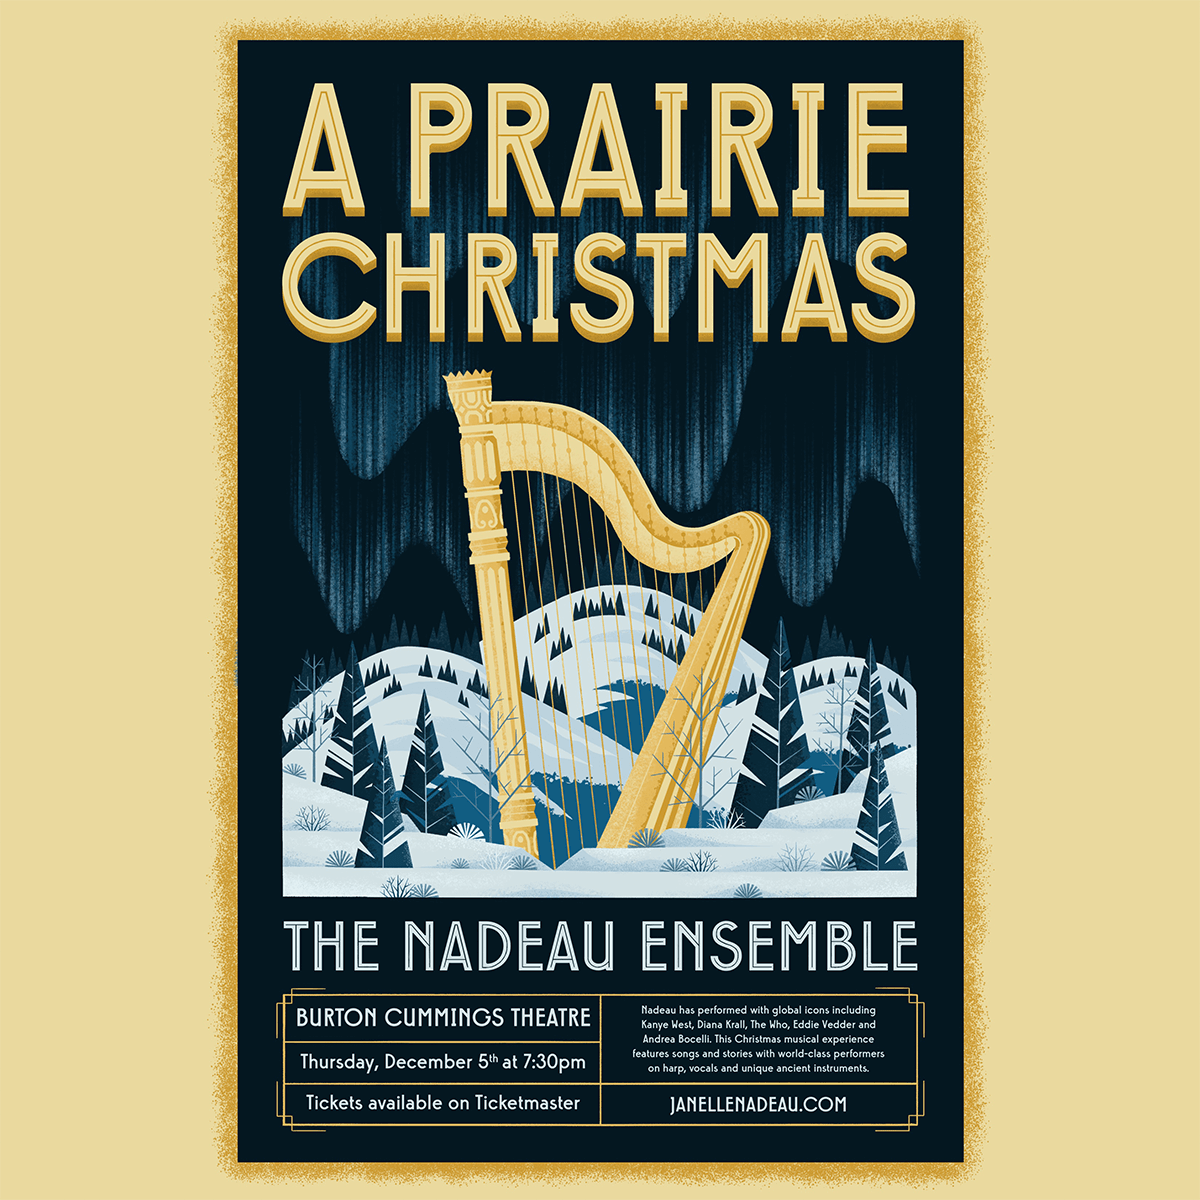 A PRAIRIE
CHRISTMAS
THE NADEAU ENSEMBLE
BURTON CUMMINGS THEATRE
Thursday, December 5th at 7:30pm
Tickets available on Ticketmaster
Nadeau has performed with global icons including
Kanye West, Diana Krall, The Who, Eddie Vedder and
Andrea Bocelli. This Christmas musical experience
features songs and stories with world-class performers
on harp, vocals and unique ancient instruments.
JANELLENADEAU.COM